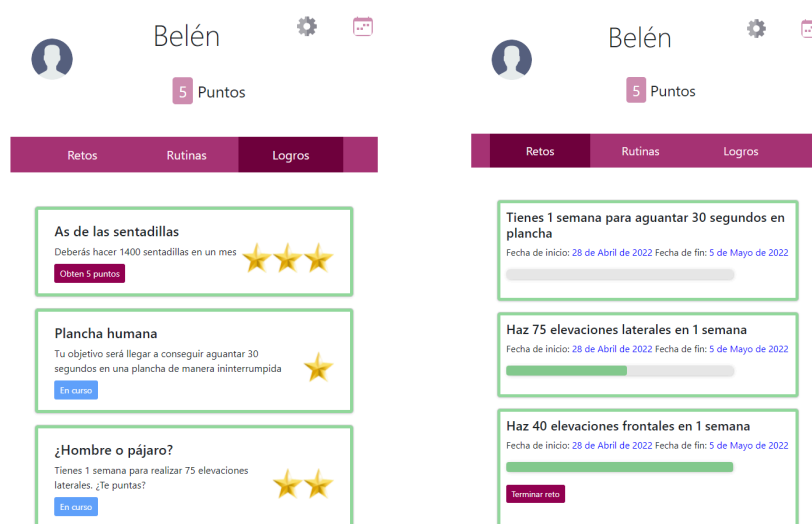 Belén
5 Puntos
Retos Rutinas Logros
As de las sentadillas
Deberás hacer 1400 sentadillas en un mes
Obten 5 puntos
Plancha humana
Tu objetivo será llegar a conseguir aguantar 30
segundos en una plancha de manera ininterrumpida
En curso
¿Hombre o pájaro?
Tienes 1 semana para realizar 75 elevaciones
laterales. ¿Te puntas?
En curso
Belén
5 Puntos
Retos Rutinas Logros
Tienes 1 semana para aguantar 30 segundos en
plancha
Fecha de inicio: 28 de Abril de 2022 Fecha de fin: 5 de Mayo de 2022
Haz 75 elevaciones laterales en 1 semana
Fecha de inicio: 28 de Abril de 2022 Fecha de fin: 5 de Mayo de 2022
Haz 40 elevaciones frontales en 1 semana
Fecha de inicio: 28 de Abril de 2022 Fecha de fin: 5 de Mayo de 2022
Terminar reto